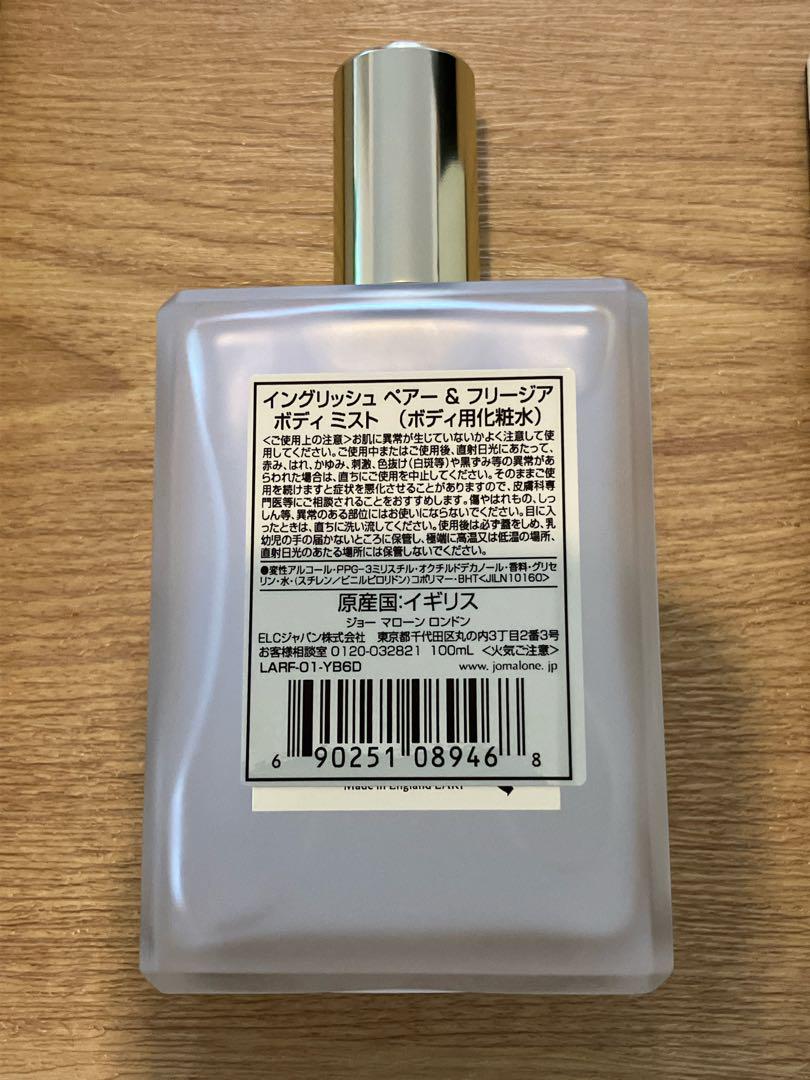 イングリッシュ ペアー & フリージア
ボディ ミスト （ボディ用化粧水）
<ご使用上の注意>お肌に異常が生じていないかよく注意して使
用してください。ご使用中またはご使用後、直射日光にあたって、
赤み、はれ、かゆみ、刺激、色抜け(白斑等)や黒ずみ等の異常があ
らわれた場合は、直ちにご使用を中止してください。そのままご使
用を続けますと症状を悪化させることがありますので、皮膚科専
門医等にご相談されることをおすすめします。傷やはれもの、しっ
しん等、異常のある部位にはお使いにならないでください。目に入
ったときは、直ちに洗い流してください。使用後は必ず蓋をしめ、乳
幼児の手の届かないところに保管し、極端に高温又は低温の場所、
直射日光のあたる場所には保管しないでください。
●変性アルコール・PPG-3ミリスチル・オクチルドデカノール・香料・グリセ
リン・水・(スチレン/ビニルピロリドン)コポリマー・BHT<JILN10160>
原産国:イギリス
ジョー マローン ロンドン
ELCジャパン株式会社 東京都千代田区丸の内3丁目2番3号
お客様相談室 0120-032821 100mL <火気ご注意>
LARF-01-YB6D www. jomalone. jp
6 90251 08946 8
Made in England EARF